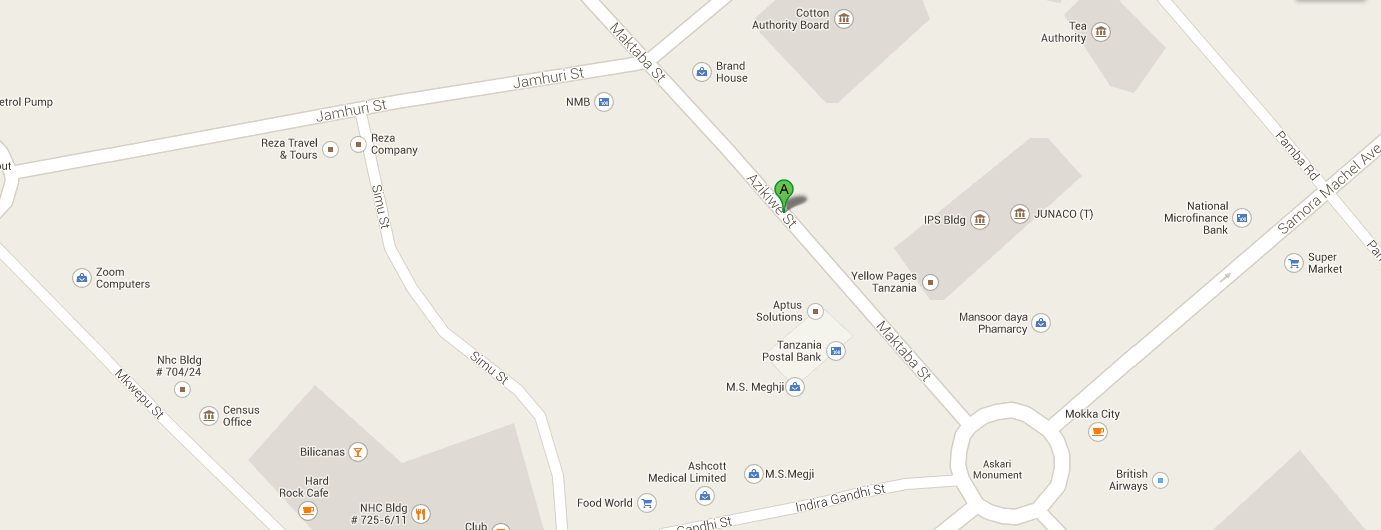 Cotton
Authority Board
Tea
Authority
Maktaba St
Brand
House
Jamhuri St
NMB
etrol Pump
Jamhuri St
Reza Travel
& Tours
Reza
Company
Pamba Rd
Samora Machel Ave
out
Simu St
Azikiwe St
A
IPS Bldg
JUNACO (T)
National
Microfinance
Bank
Zoom
Computers
Yellow Pages
Tanzania
Super
Market
Pam
Aptus
Solutions
Mansoor daya
Phamarcy
Maktaba St
Tanzania
Postal Bank
Nhc Bldg
# 704/24
Simu St
M.S. Meghji
Mkwepu St
Census
Office
Mokka City
Bilicanas
Askari
Monument
Ashcott
Medical Limited
M.S.Megji
British
Airways
Hard
Rock Cafe
Food World
Indira Gandhi St
NHC Bldg
# 725-6/11
Gandhi St
Club